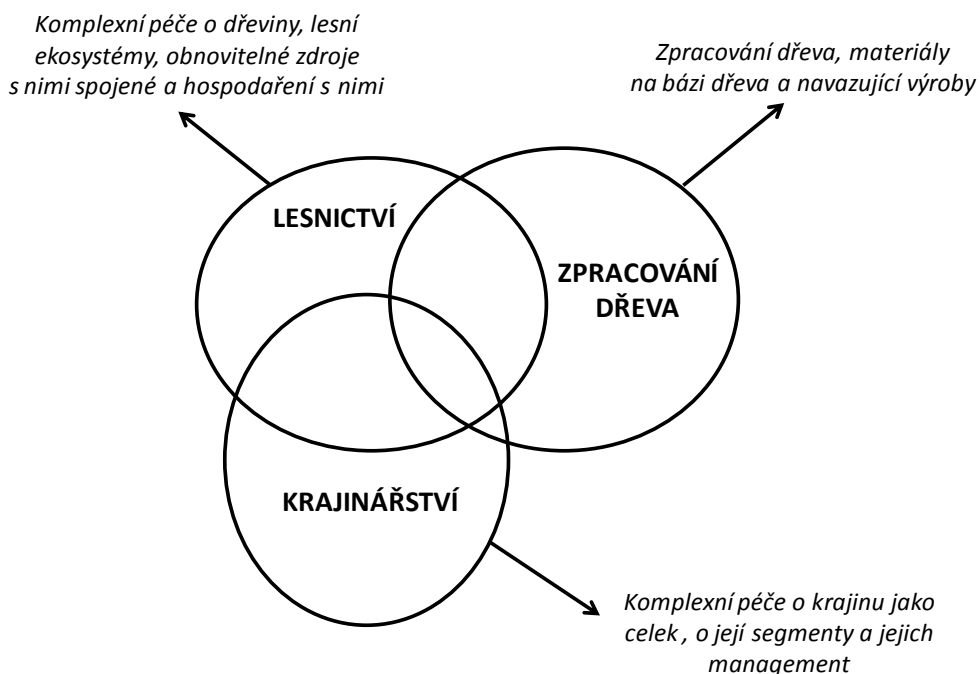 Komplexní péče o dřeviny, lesní
ekosystémy, obnovitelné zdroje
s nimi spojené a hospodaření s nimi
Zpracování dřeva, materiály
na bázi dřeva a navazující výroby
LESNICTVÍ
ZPRACOVÁNÍ
DŘEVA
KRAJINÁŘSTVÍ
Komplexní péče o krajinu jako
celek , o její segmenty a jejich
management